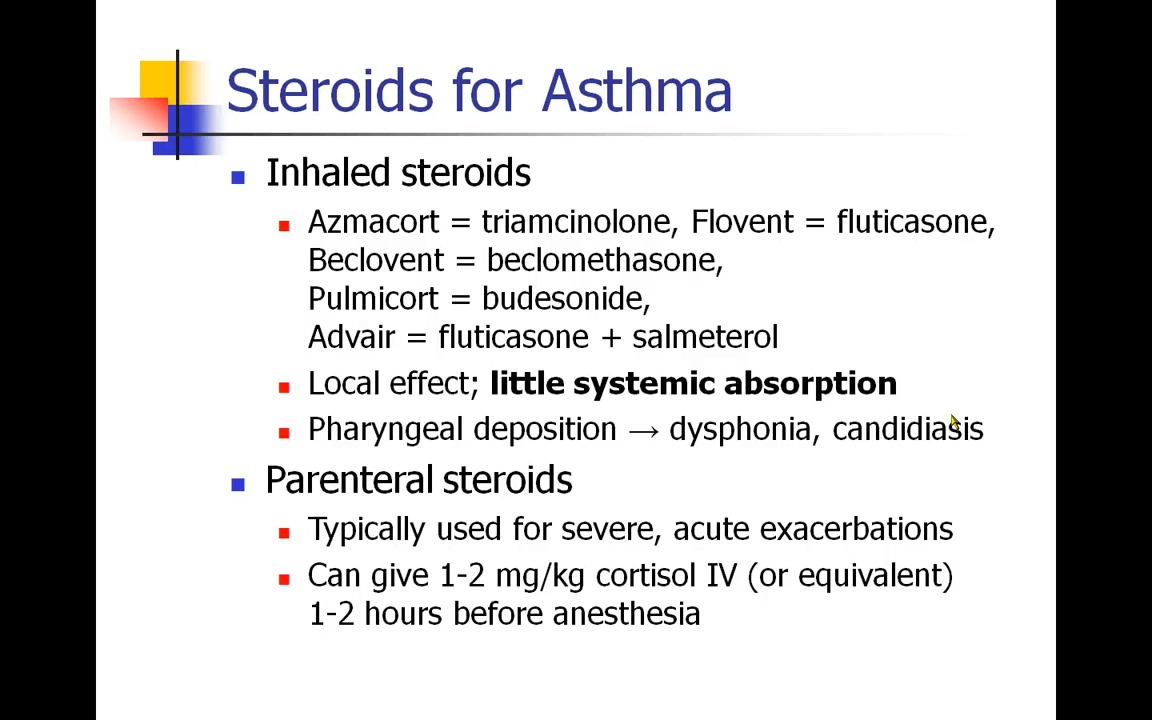 Steroids for Asthma
Inhaled steroids
Azmacort = triamcinolone, Flovent = fluticasone,
Beclovent = beclomethasone,
Pulmicort = budesonide,
Advair = fluticasone + salmeterol
Local effect; little systemic absorption
Pharyngeal deposition → dysphonia, candidiasis
Parenteral steroids
Typically used for severe, acute exacerbations
Can give 1-2 mg/kg cortisol IV (or equivalent)
1-2 hours before anesthesia